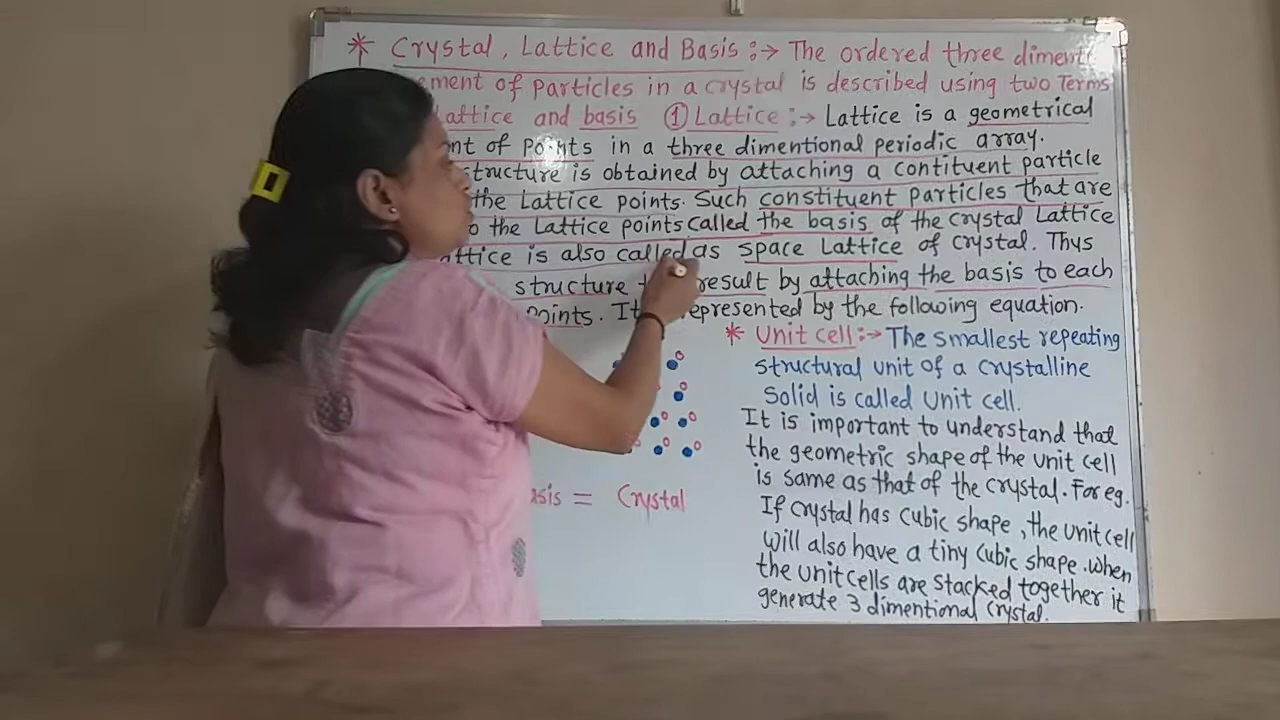 * Crystal, Lattice and Basis :→ The ordered three diment
ement of particles in a crystal is described using two Terms
attice and basis ① Lattice :→ Lattice is a geometrical
nt of points in a three dimentional periodic array.
structure is obtained by attaching a contituent particle
the Lattice points. Such constituent Particles that are
o the Lattice points called the basis of the crystal Lattice
attice is also called as space Lattice of crystal. Thus
structure result by attaching the basis to each
points. It represented by the following equation.
* Unit cell :→ The smallest repeating
structural unit of a crystalline
Solid is called Unit cell.
It is important to understand that
the geometric shape of the unit cell
is same as that of the crystal. For eg.
If crystal has cubic shape, the unit cell
will also have a tiny cubic shape. when
the unit cells are stacked together it
generate 3 dimentional crystal.
asis = Crystal